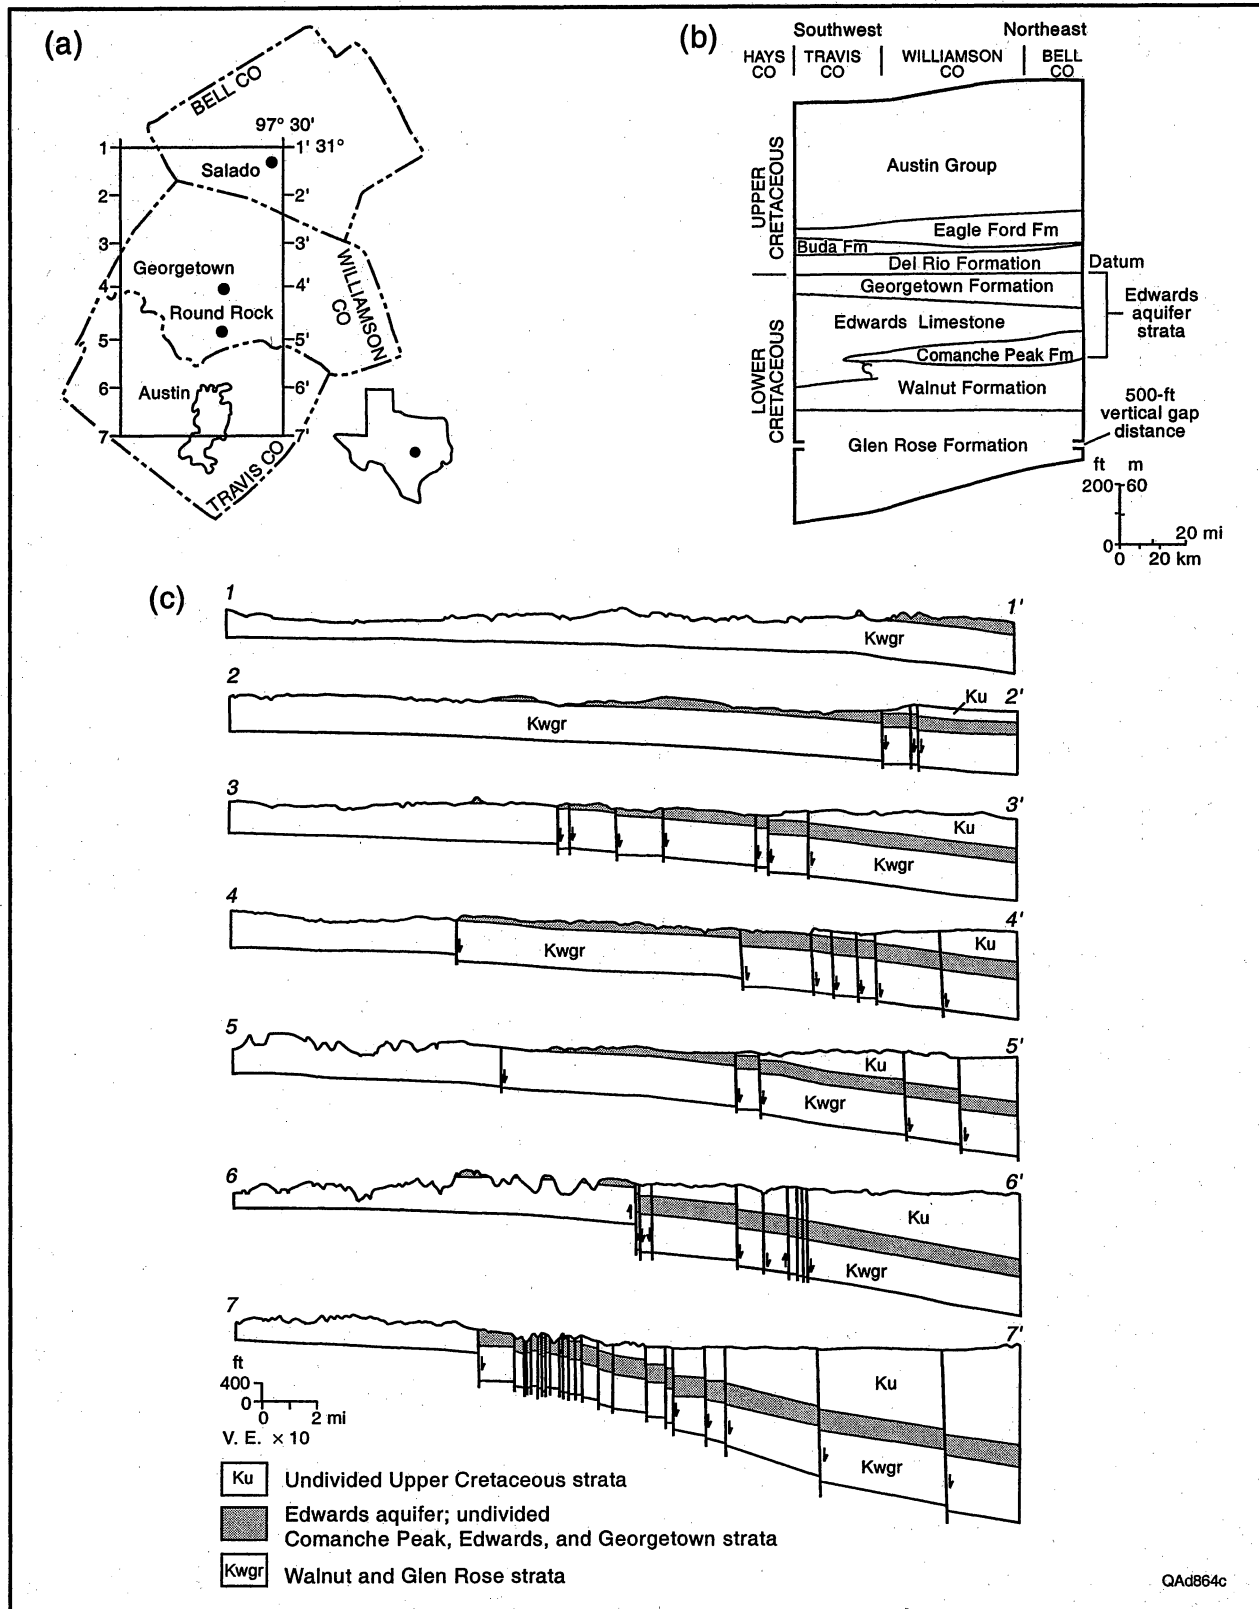 (a)
BELL CO
97° 30'
1
1' 31°
Salado
2
2'
3
3'
Georgetown
4
4'
Round Rock
WILLIAMSON
CO
5
5'
Austin
6
6'
7
7'
TRAVIS CO
(b)
Southwest
Northeast
HAYS
CO
TRAVIS
CO
WILLIAMSON
CO
BELL
CO
UPPER
CRETACEOUS
Austin Group
Eagle Ford Fm
Buda Fm
Del Rio Formation
Datum
LOWER
CRETACEOUS
Georgetown Formation
Edwards Limestone
Edwards
aquifer
strata
Comanche Peak Fm
Walnut Formation
500-ft
vertical gap
distance
Glen Rose Formation
ft m
200 60
0
20 mi
0 20 km
(c)
1
1'
Kwgr
2
2'
Ku
Kwgr
3
3'
Ku
Kwgr
4
4'
Ku
Kwgr
5
5'
Ku
Kwgr
6
6'
Ku
Kwgr
7
7'
Ku
Kwgr
ft
400
0
0 2 mi
V. E. × 10
Ku Undivided Upper Cretaceous strata
Edwards aquifer; undivided
Comanche Peak, Edwards, and Georgetown strata
Kwgr Walnut and Glen Rose strata
QAd864c